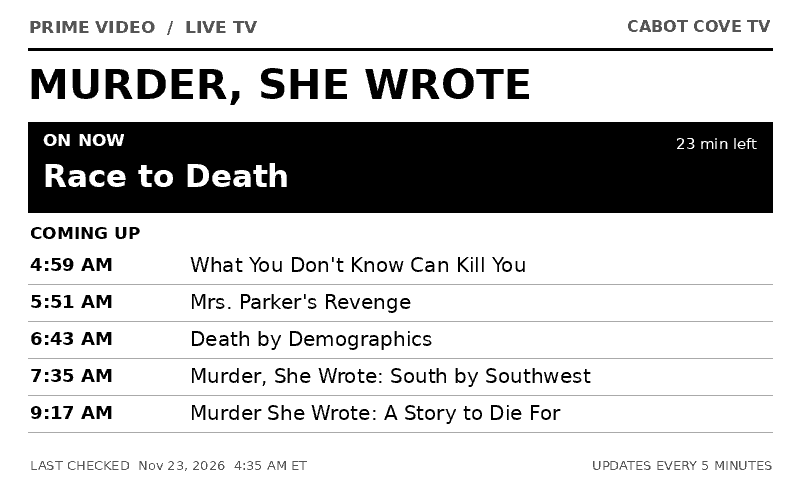 PRIME VIDEO / LIVE TV
CABOT COVE TV
MURDER, SHE WROTE
ON NOW
23 min left
Race to Death
COMING UP
4:59 AM What You Don't Know Can Kill You
5:51 AM Mrs. Parker's Revenge
6:43 AM Death by Demographics
7:35 AM Murder, She Wrote: South by Southwest
9:17 AM Murder She Wrote: A Story to Die For
LAST CHECKED Nov 23, 2026 4:35 AM ET
UPDATES EVERY 5 MINUTES